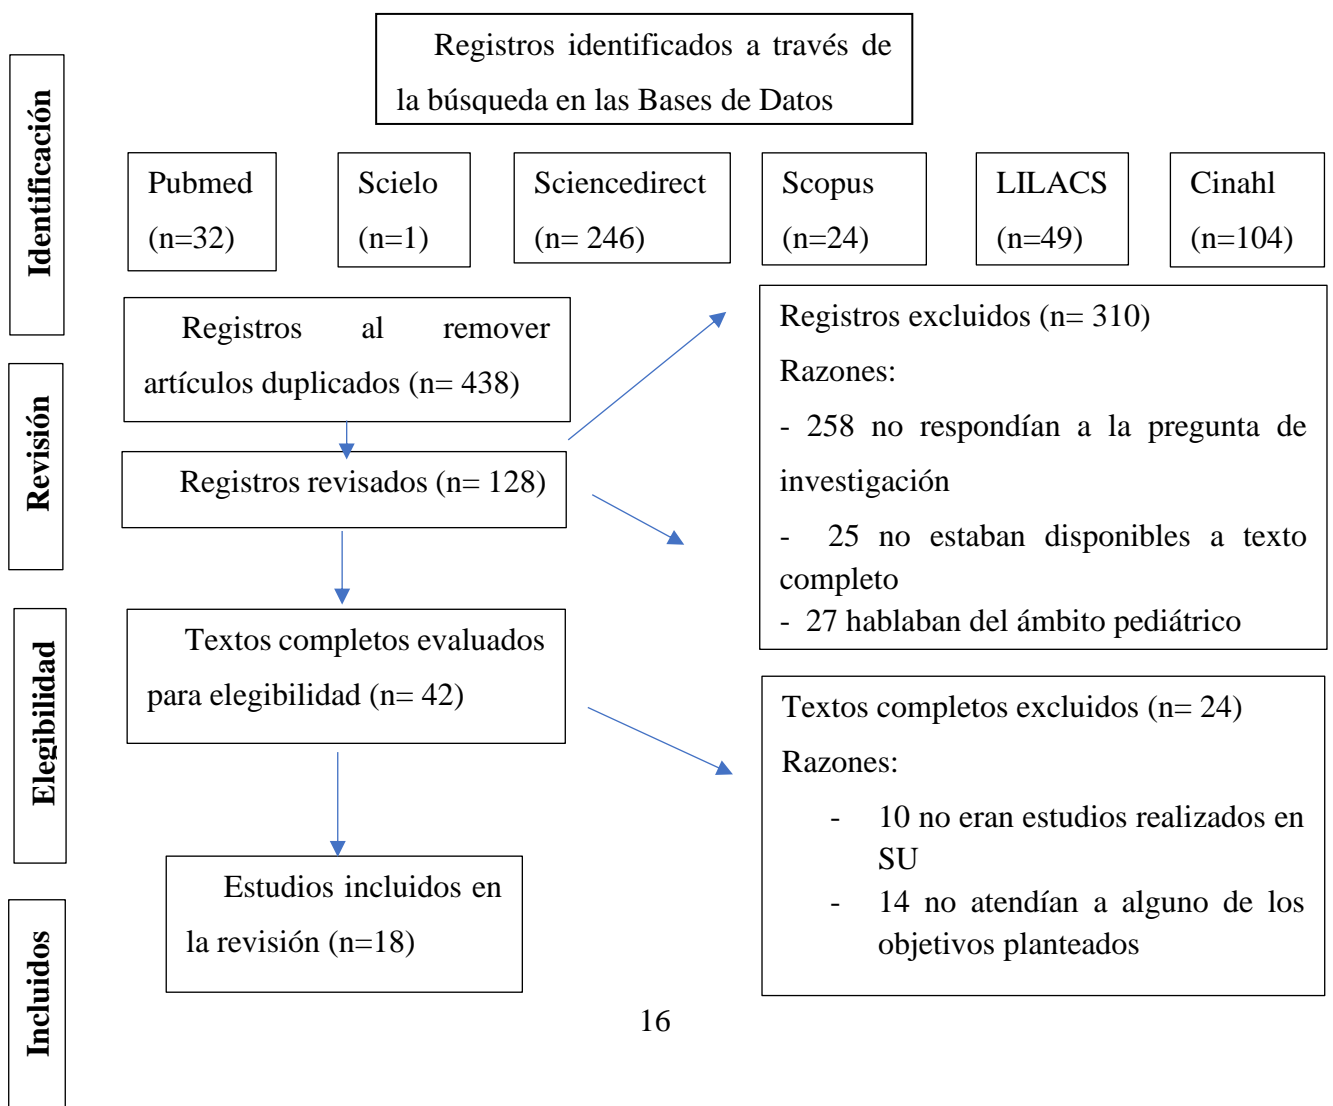 Registros identificados a través de
la búsqueda en las Bases de Datos
Identificación
Pubmed
(n=32)
Scielo
(n=1)
Sciencedirect
(n= 246)
Scopus
(n=24)
LILACS
(n=49)
Cinahl
(n=104)
Registros al remover
artículos duplicados (n= 438)
Registros excluidos (n= 310)
Razones:
- 258 no respondían a la pregunta de
investigación
- 25 no estaban disponibles a texto
completo
- 27 hablaban del ámbito pediátrico
Revisión
Registros revisados (n= 128)
Elegibilidad
Textos completos evaluados
para elegibilidad (n= 42)
Textos completos excluidos (n= 24)
Razones:
- 10 no eran estudios realizados en
SU
- 14 no atendían a alguno de los
objetivos planteados
Incluidos
Estudios incluidos en
la revisión (n=18)
16